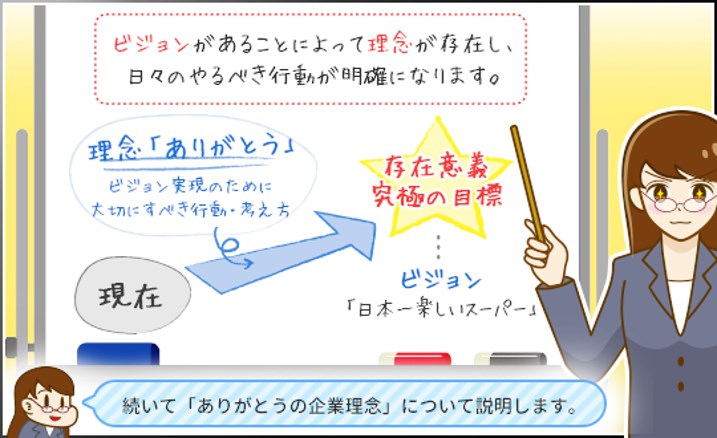 ビジョンがあることによって理念が存在し、
日々のやるべき行動が明確になります。
理念「ありがとう」
ビジョン実現のために
大切にすべき行動・考え方
存在意義
究極の目標
現在
ビジョン
「日本一楽しいスーパー」
続いて「ありがとうの企業理念」について説明します。